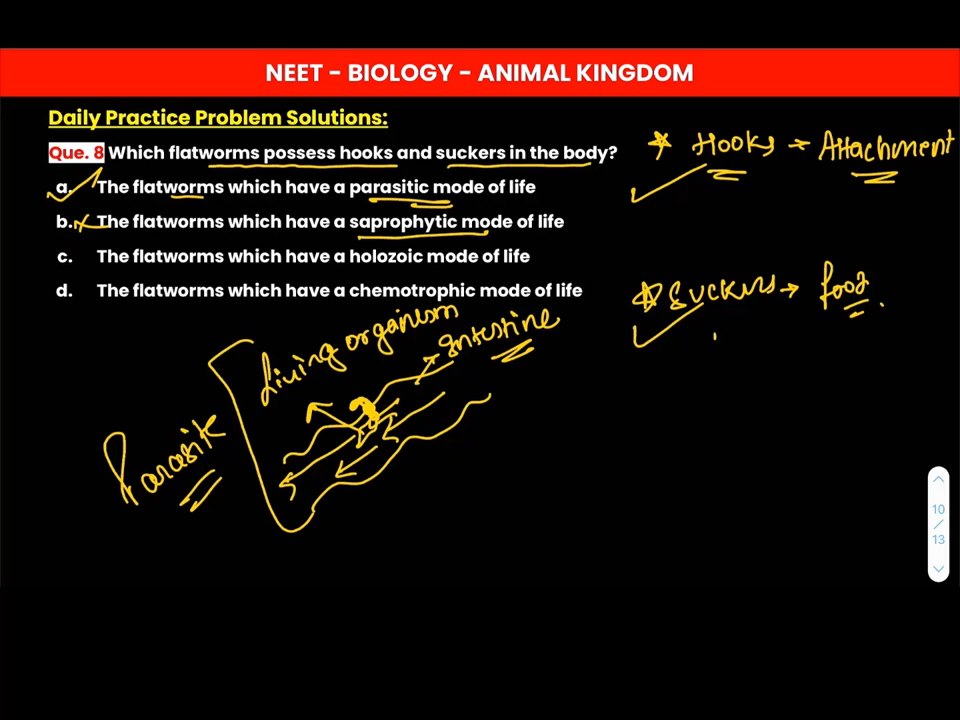 NEET - BIOLOGY - ANIMAL KINGDOM
Daily Practice Problem Solutions:
Que. 8 Which flatworms possess hooks and suckers in the body?
a. The flatworms which have a parasitic mode of life
b. The flatworms which have a saprophytic mode of life
c. The flatworms which have a holozoic mode of life
d. The flatworms which have a chemotrophic mode of life
Hooks → Attachment
Suckers → food
Living organism
→ Intestine
Parasite
10
/
13